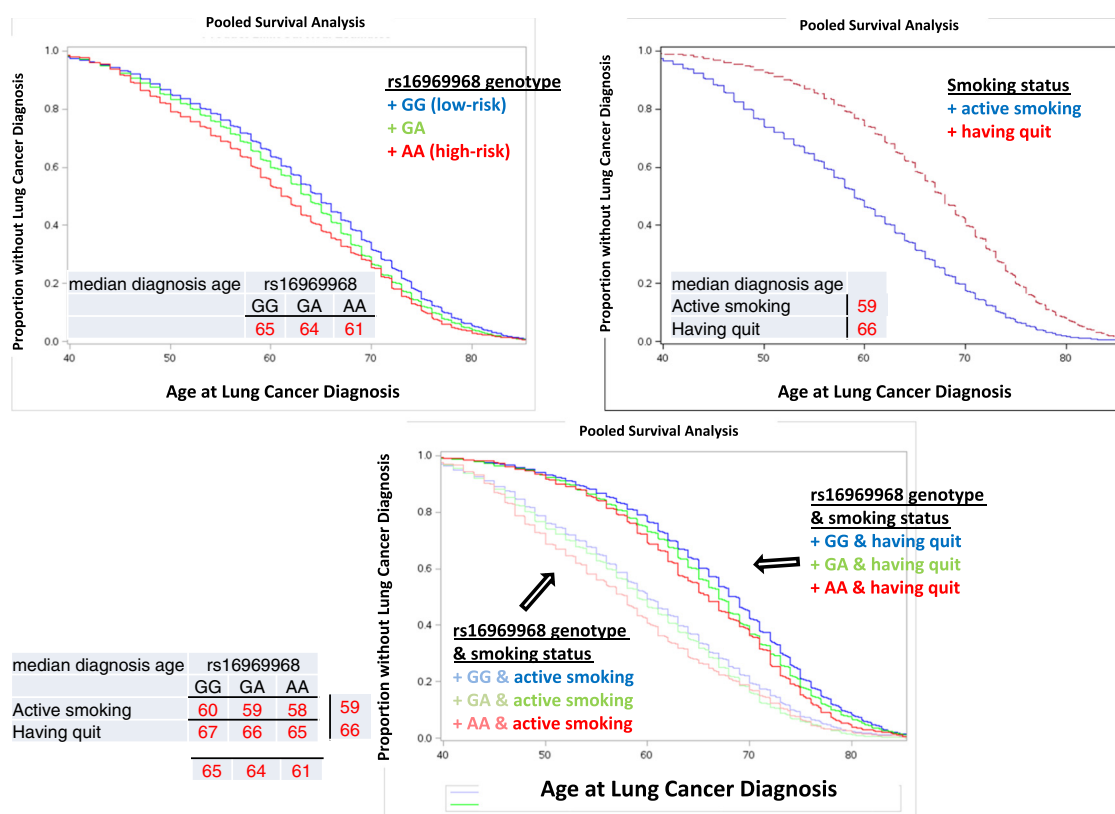 Pooled Survival Analysis
Proportion without Lung Cancer Diagnosis
1.0
0.8
0.6
0.4
0.2
0.0
rs16969968 genotype
+ GG (low-risk)
+ GA
+ AA (high-risk)
median diagnosis age rs16969968
GG GA AA
65 64 61
40 50 60 70 80
Age at Lung Cancer Diagnosis
Pooled Survival Analysis
Proportion without Lung Cancer Diagnosis
1.0
0.8
0.6
0.4
0.2
0.0
Smoking status
+ active smoking
+ having quit
median diagnosis age
Active smoking 59
Having quit 66
40 50 60 70 80
Age at Lung Cancer Diagnosis
Pooled Survival Analysis
Proportion without Lung Cancer Diagnosis
1.0
0.8
0.6
0.4
0.2
0.0
rs16969968 genotype
& smoking status
+ GG & having quit
+ GA & having quit
+ AA & having quit
rs16969968 genotype
& smoking status
+ GG & active smoking
+ GA & active smoking
+ AA & active smoking
40 50 60 70 80
Age at Lung Cancer Diagnosis
median diagnosis age rs16969968
GG GA AA
Active smoking 60 59 58 59
Having quit 67 66 65 66
65 64 61